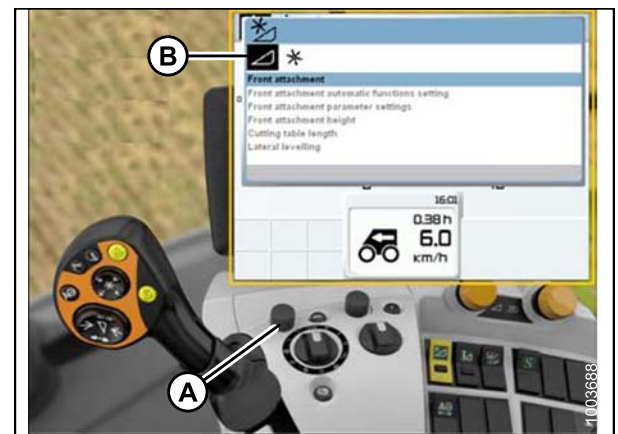 B
Front attachment
Front attachment automatic functions setting
Front attachment parameter settings
Front attachment height
Cutting table length
Lateral levelling
16:01
0.38 h
6.0
km/h
A
1003688